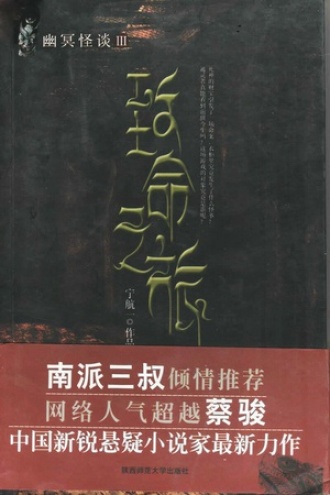 幽冥怪谈Ⅲ
致命之旅
宁航一◎作品
南派三叔倾情推荐
网络人气超越蔡骏
中国新锐悬疑小说家最新力作
陕西师范大学出版社